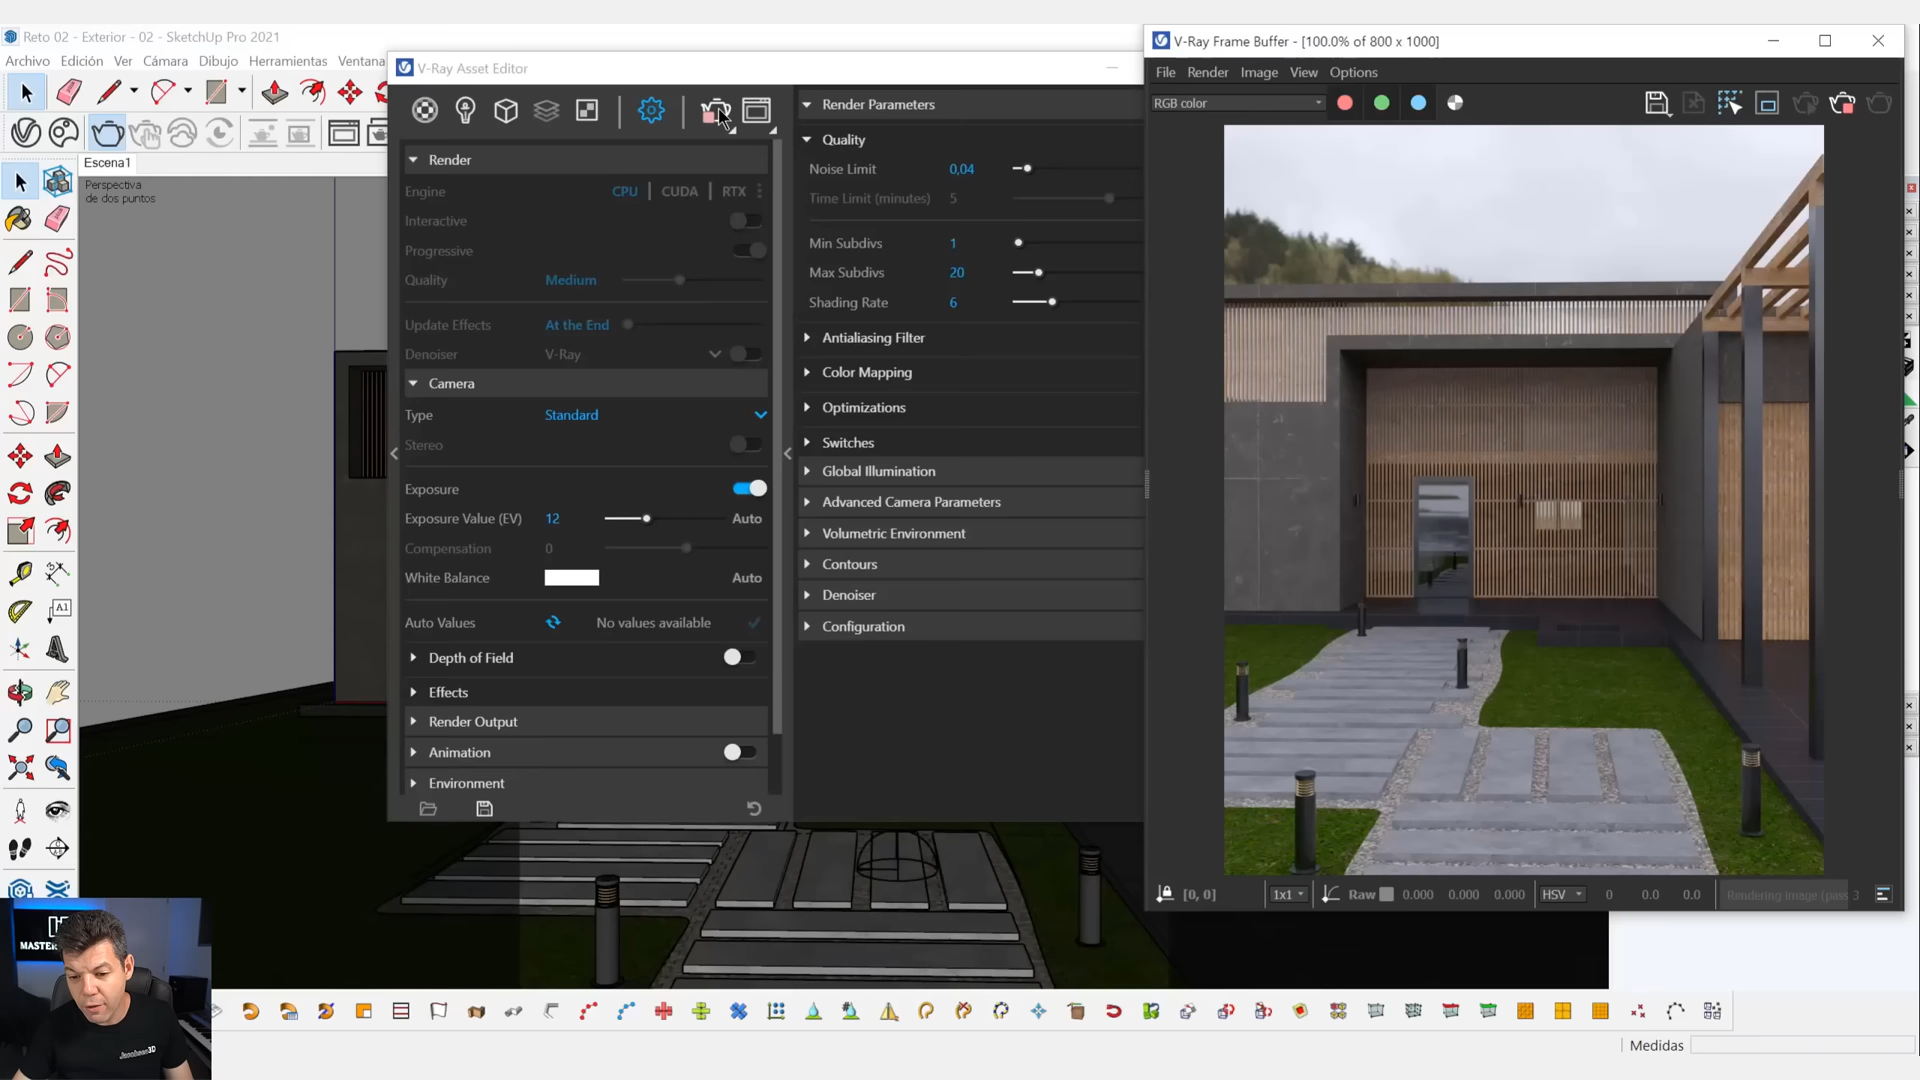 Reto 02 - Exterior - 02 - SketchUp Pro 2021
Archivo Edición Ver Cámara Dibujo Herramientas Ventana
Escena1
Perspectiva
de dos puntos
V-Ray Asset Editor
Render
Engine CPU | CUDA | RTX
Interactive
Progressive
Quality Medium
Update Effects At the End
Denoiser V-Ray
Camera
Type Standard
Stereo
Exposure
Exposure Value (EV) 12 Auto
Compensation 0
White Balance Auto
Auto Values No values available
Depth of Field
Effects
Render Output
Animation
Environment
Render Parameters
Quality
Noise Limit 0,04
Time Limit (minutes) 5
Min Subdivs 1
Max Subdivs 20
Shading Rate 6
Antialiasing Filter
Color Mapping
Optimizations
Switches
Global Illumination
Advanced Camera Parameters
Volumetric Environment
Contours
Denoiser
Configuration
V-Ray Frame Buffer - [100.0% of 800 x 1000]
File Render Image View Options
RGB color
[0, 0] 1x1 Raw 0.000 0.000 0.000 HSV 0 0.0 0.0 Rendering image (pass 3
A1
MASTER
Jacobson3D
Medidas